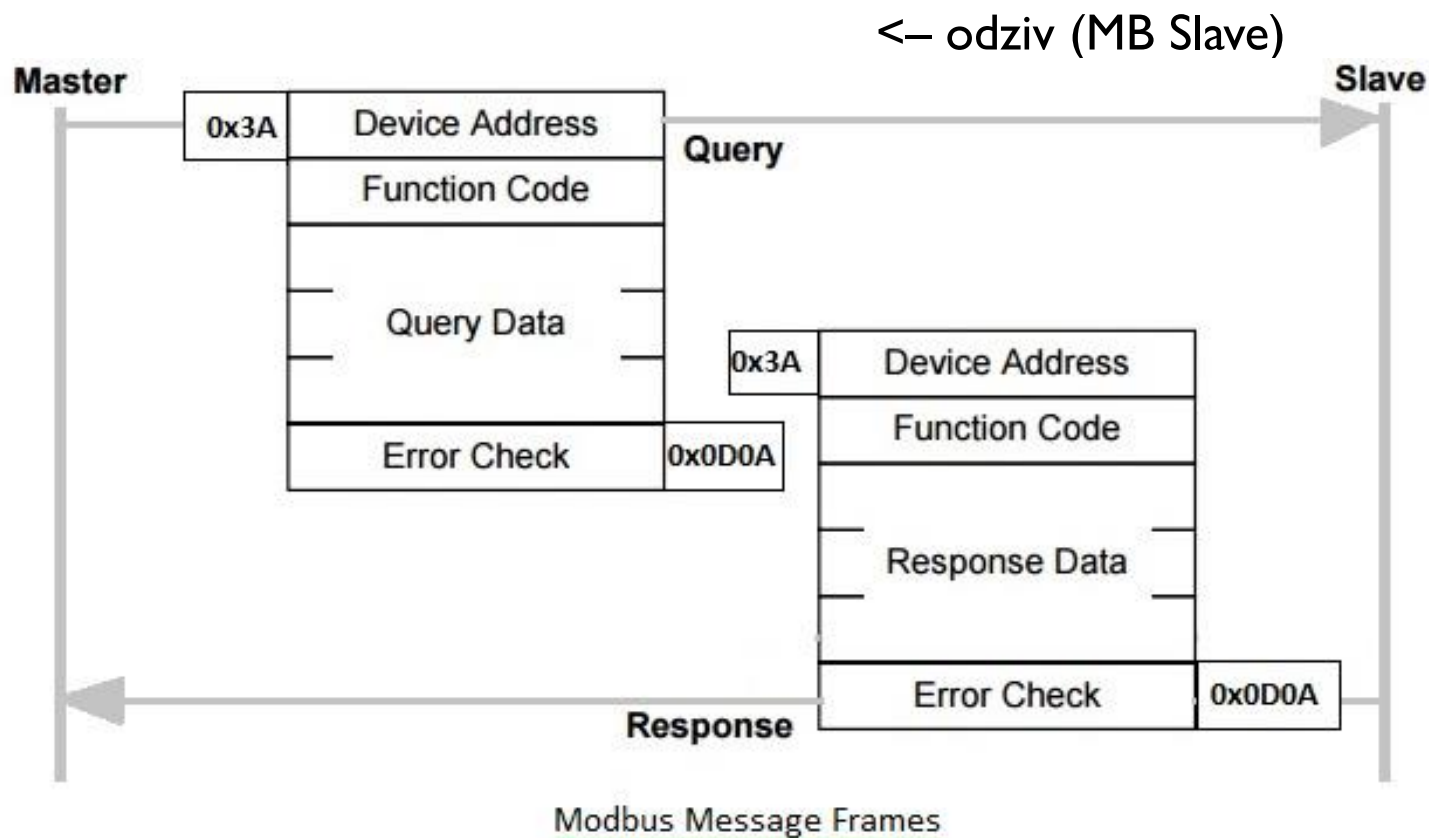 <– odziv (MB Slave)
Master
Slave
0x3A
Device Address
Query
Function Code
Query Data
Error Check
0x0D0A
0x3A
Device Address
Function Code
Response Data
Error Check
0x0D0A
Response
Modbus Message Frames